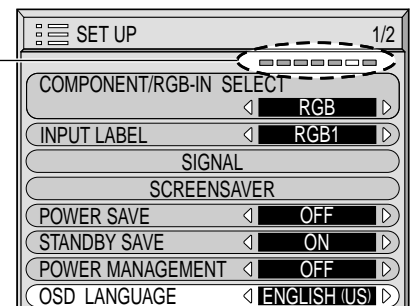 SET UP 1/2
COMPONENT/RGB-IN SELECT
RGB
INPUT LABEL RGB1
SIGNAL
SCREENSAVER
POWER SAVE OFF
STANDBY SAVE ON
POWER MANAGEMENT OFF
OSD LANGUAGE ENGLISH (US)